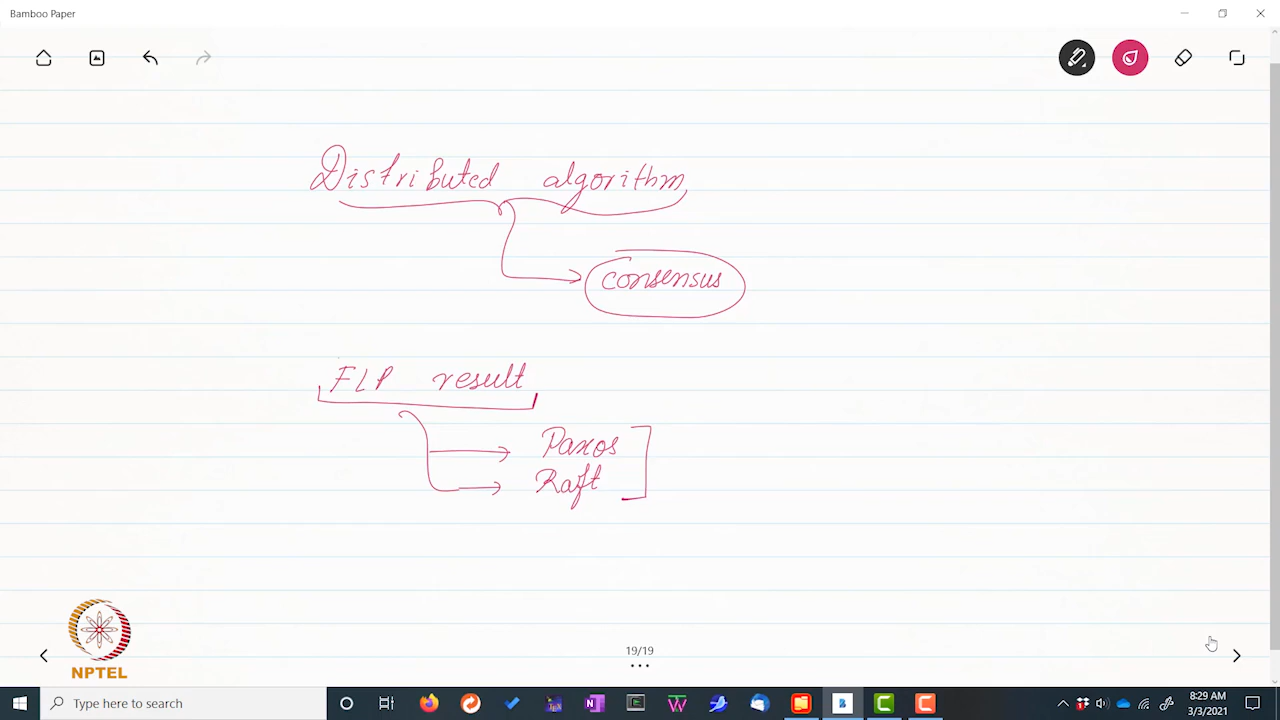 Bamboo Paper
Distributed algorithm
consensus
FLP result
Paxos
Raft
NPTEL
19/19
Type here to search
8:29 AM
3/3/2021